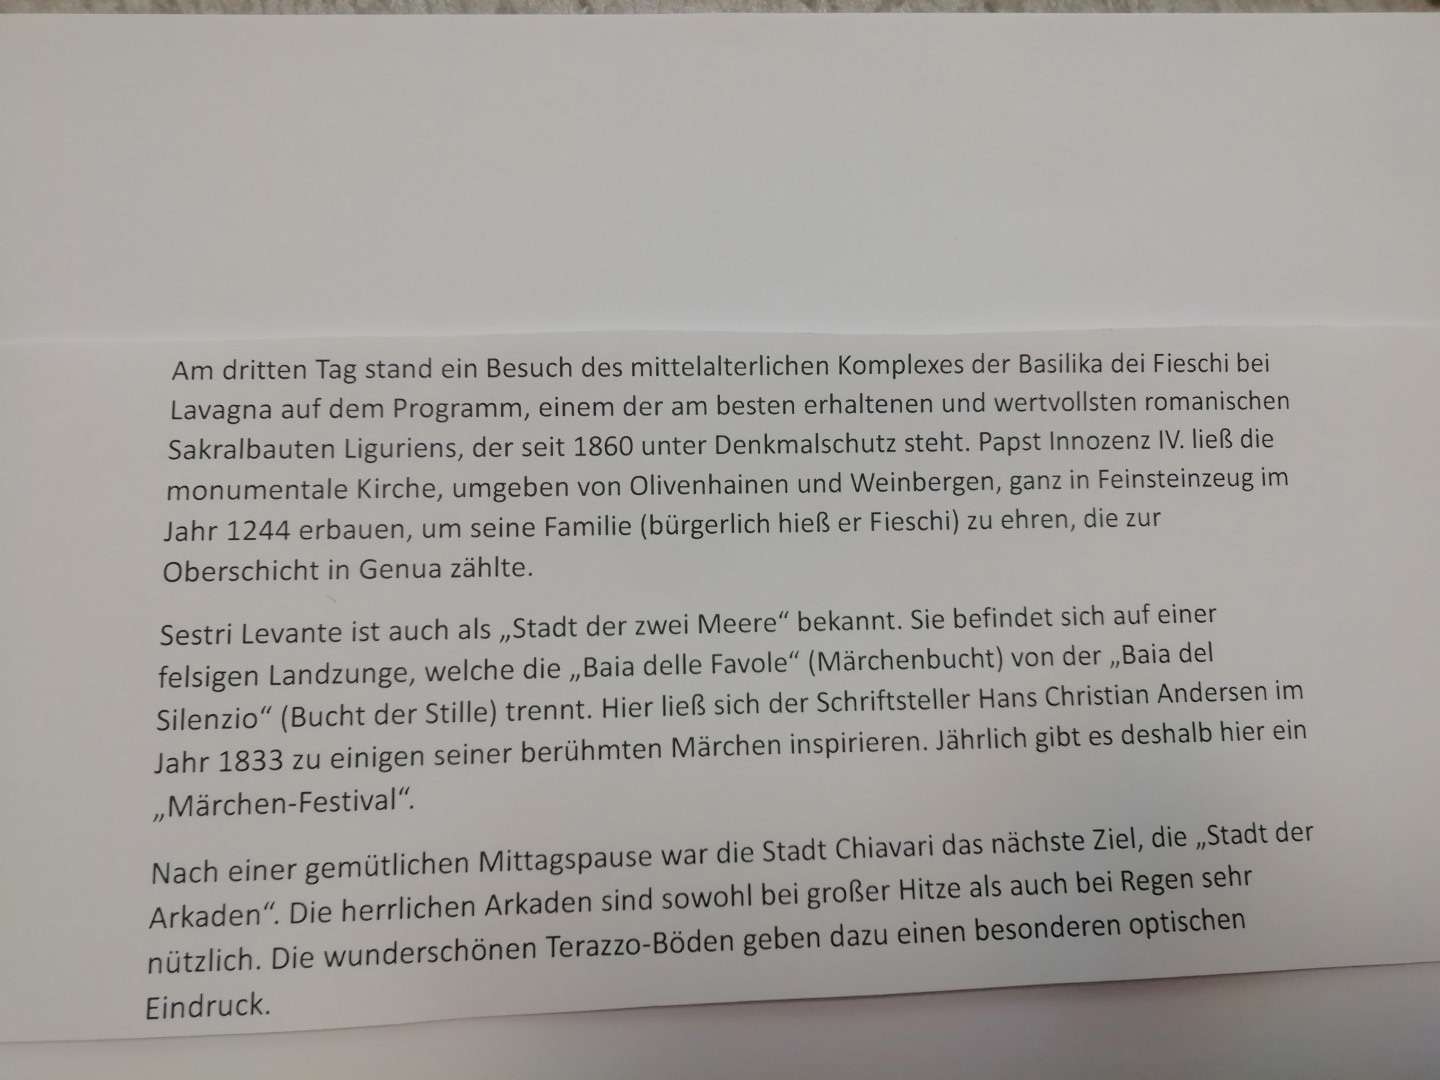 Am dritten Tag stand ein Besuch des mittelalterlichen Komplexes der Basilika dei Fieschi bei
Lavagna auf dem Programm, einem der am besten erhaltenen und wertvollsten romanischen
Sakralbauten Liguriens, der seit 1860 unter Denkmalschutz steht. Papst Innozenz IV. ließ die
monumentale Kirche, umgeben von Olivenhainen und Weinbergen, ganz in Feinsteinzeug im
Jahr 1244 erbauen, um seine Familie (bürgerlich hieß er Fieschi) zu ehren, die zur
Oberschicht in Genua zählte.
Sestri Levante ist auch als „Stadt der zwei Meere“ bekannt. Sie befindet sich auf einer
felsigen Landzunge, welche die „Baia delle Favole“ (Märchenbucht) von der „Baia del
Silenzio“ (Bucht der Stille) trennt. Hier ließ sich der Schriftsteller Hans Christian Andersen im
Jahr 1833 zu einigen seiner berühmten Märchen inspirieren. Jährlich gibt es deshalb hier ein
„Märchen-Festival“.
Nach einer gemütlichen Mittagspause war die Stadt Chiavari das nächste Ziel, die „Stadt der
Arkaden“. Die herrlichen Arkaden sind sowohl bei großer Hitze als auch bei Regen sehr
nützlich. Die wunderschönen Terazzo-Böden geben dazu einen besonderen optischen
Eindruck.